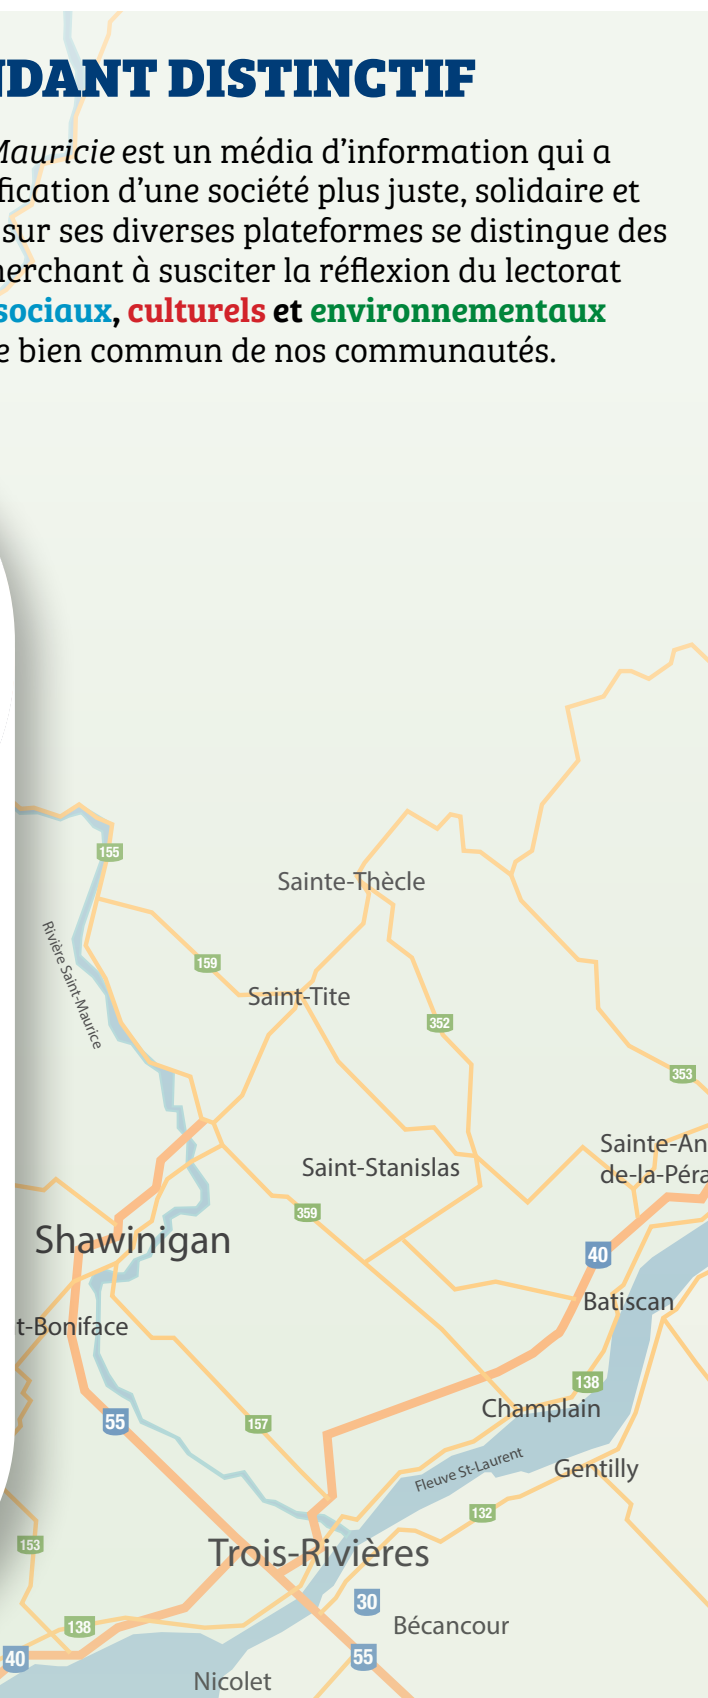 NDANT DISTINCTIF
Mauricie est un média d’information qui a
fication d’une société plus juste, solidaire et
sur ses diverses plateformes se distingue des
herchant à susciter la réflexion du lectorat
sociaux, culturels et environnementaux
e bien commun de nos communautés.
155
Sainte-Thècle
Rivière Saint-Maurice
159
Saint-Tite
352
353
Sainte-An
de-la-Péra
Saint-Stanislas
359
Shawinigan
40
Batiscan
t-Boniface
138
Champlain
55
157
Fleuve St-Laurent
Gentilly
132
153
Trois-Rivières
30
138
Bécancour
40
55
Nicolet